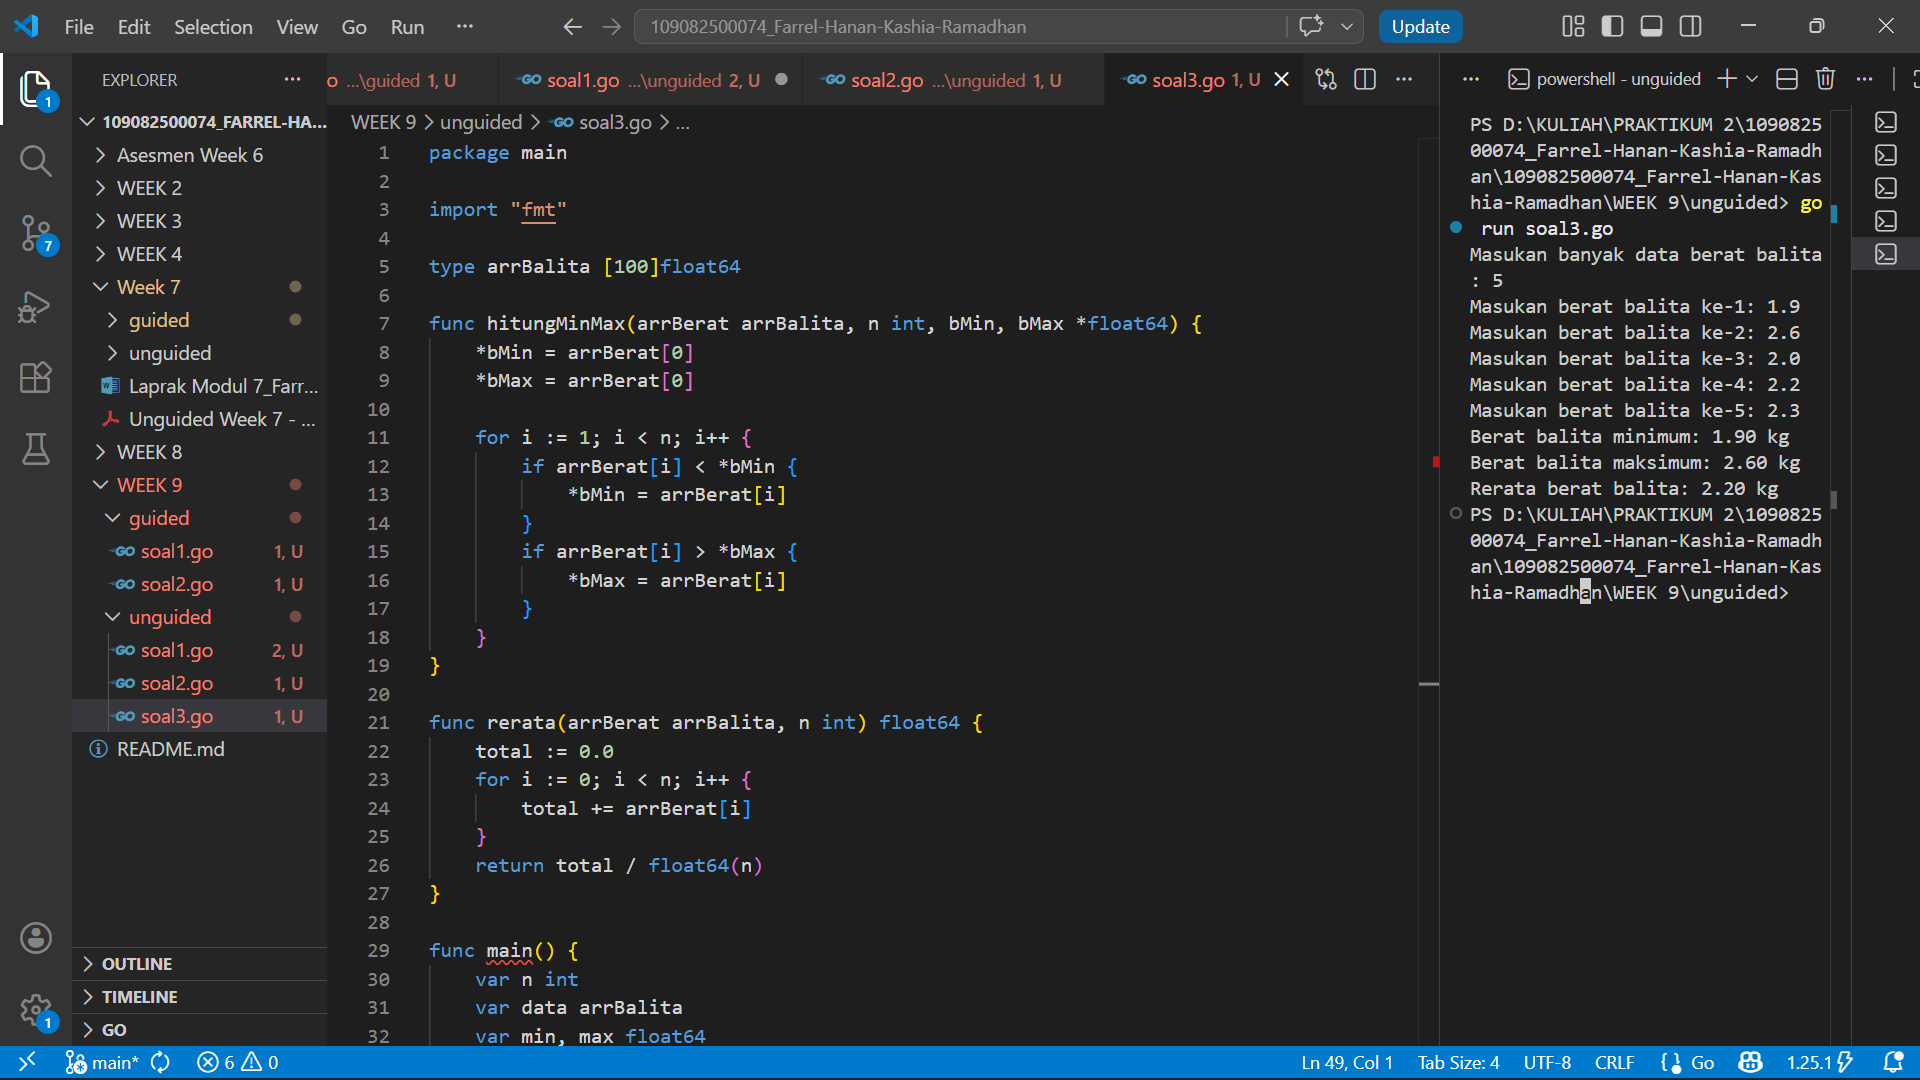 File Edit Selection View Go Run ···
109082500074_Farrel-Hanan-Kashia-Ramadhan
Update
EXPLORER ···
109082500074_FARREL-HA...
Asesmen Week 6
WEEK 2
WEEK 3
WEEK 4
Week 7
guided
unguided
Laprak Modul 7_Farr...
Unguided Week 7 - ...
WEEK 8
WEEK 9
guided
soal1.go 1, U
soal2.go 1, U
unguided
soal1.go 2, U
soal2.go 1, U
soal3.go 1, U
README.md
OUTLINE
TIMELINE
GO
1
7
1
o ...\guided 1, U
soal1.go ...\unguided 2, U
soal2.go ...\unguided 1, U
soal3.go 1, U
WEEK 9 > unguided > soal3.go > ...
1 package main
2
3 import "fmt"
4
5 type arrBalita [100]float64
6
7 func hitungMinMax(arrBerat arrBalita, n int, bMin, bMax *float64) {
8 *bMin = arrBerat[0]
9 *bMax = arrBerat[0]
10
11 for i := 1; i < n; i++ {
12 if arrBerat[i] < *bMin {
13 *bMin = arrBerat[i]
14 }
15 if arrBerat[i] > *bMax {
16 *bMax = arrBerat[i]
17 }
18 }
19 }
20
21 func rerata(arrBerat arrBalita, n int) float64 {
22 total := 0.0
23 for i := 0; i < n; i++ {
24 total += arrBerat[i]
25 }
26 return total / float64(n)
27 }
28
29 func main() {
30 var n int
31 var data arrBalita
32 var min, max float64
powershell - unguided
PS D:\KULIAH\PRAKTIKUM 2\1090825
00074_Farrel-Hanan-Kashia-Ramadh
an\109082500074_Farrel-Hanan-Kas
hia-Ramadhan\WEEK 9\unguided> go
run soal3.go
Masukan banyak data berat balita
: 5
Masukan berat balita ke-1: 1.9
Masukan berat balita ke-2: 2.6
Masukan berat balita ke-3: 2.0
Masukan berat balita ke-4: 2.2
Masukan berat balita ke-5: 2.3
Berat balita minimum: 1.90 kg
Berat balita maksimum: 2.60 kg
Rerata berat balita: 2.20 kg
PS D:\KULIAH\PRAKTIKUM 2\1090825
00074_Farrel-Hanan-Kashia-Ramadh
an\109082500074_Farrel-Hanan-Kas
hia-Ramadhan\WEEK 9\unguided>
main* 6 0 Ln 49, Col 1 Tab Size: 4 UTF-8 CRLF { } Go 1.25.1